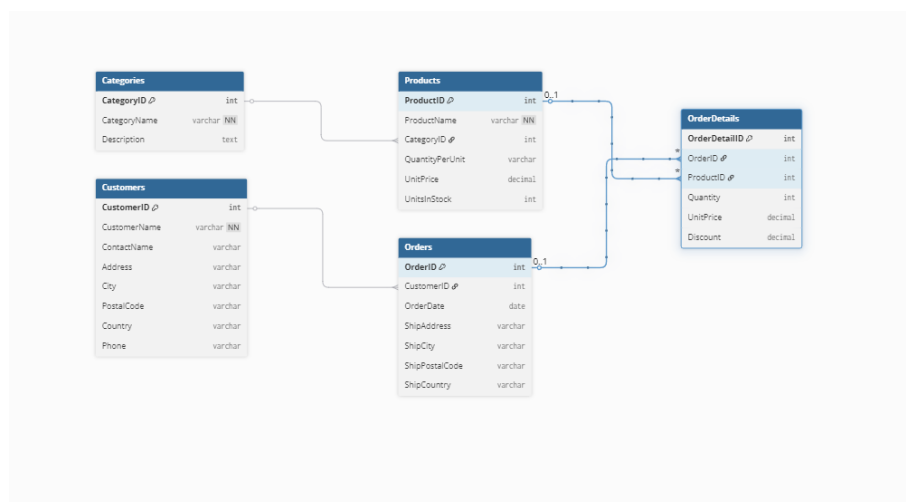 Categories
CategoryID int
CategoryName varchar NN
Description text
Customers
CustomerID int
CustomerName varchar NN
ContactName varchar
Address varchar
City varchar
PostalCode varchar
Country varchar
Phone varchar
Products
ProductID int 0..1
ProductName varchar NN
CategoryID int
QuantityPerUnit varchar
UnitPrice decimal
UnitsInStock int
Orders
OrderID int 0..1
CustomerID int
OrderDate date
ShipAddress varchar
ShipCity varchar
ShipPostalCode varchar
ShipCountry varchar
OrderDetails
OrderDetailID int
* OrderID int
* ProductID int
Quantity int
UnitPrice decimal
Discount decimal